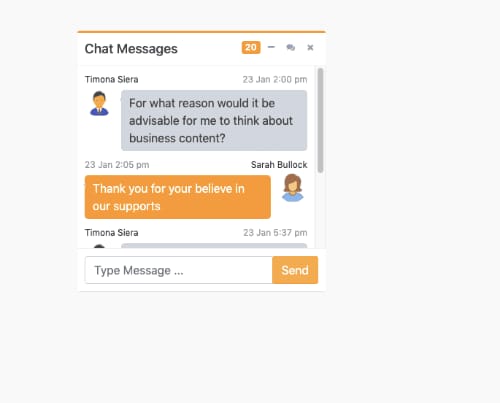 Chat Messages 20
Timona Siera 23 Jan 2:00 pm
For what reason would it be
advisable for me to think about
business content?
23 Jan 2:05 pm Sarah Bullock
Thank you for your believe in
our supports
Timona Siera 23 Jan 5:37 pm
Type Message ... Send